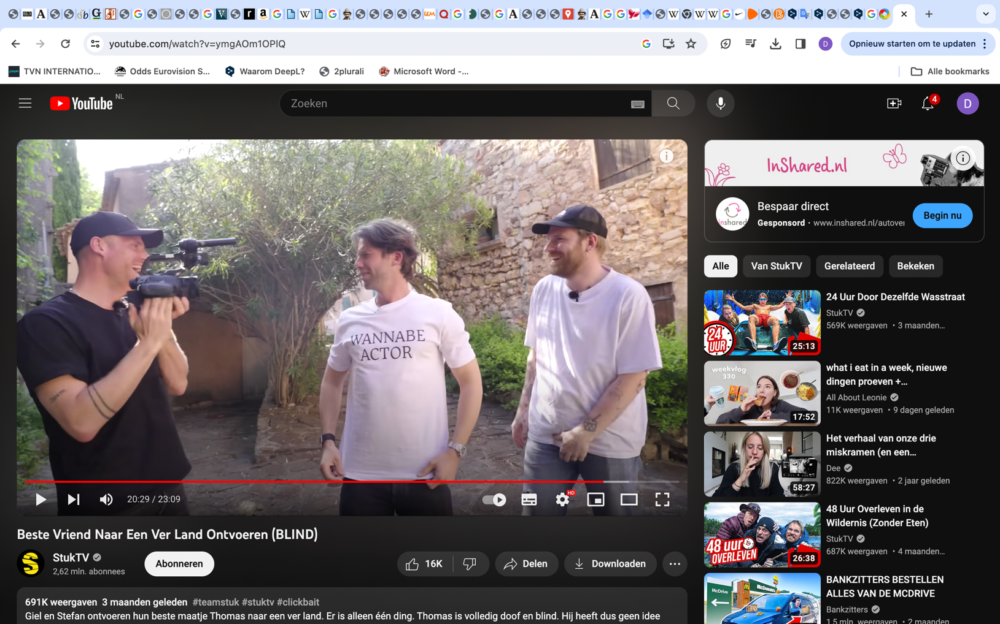 youtube.com/watch?v=ymgAOm1OPIQ
D
Opnieuw starten om te updaten
TVN INTERNATIO...
Odds Eurovision S...
Waarom DeepL?
2plurali
Microsoft Word -...
Alle bookmarks
YouTube NL
Zoeken
4
D
WANNABE
ACTOR
20:29 / 23:09
HD
Beste Vriend Naar Een Ver Land Ontvoeren (BLIND)
StukTV
2,62 mln. abonnees
Abonneren
16K
Delen
Downloaden
691K weergaven 3 maanden geleden #teamstuk #stuktv #clickbait
Giel en Stefan ontvoeren hun beste maatje Thomas naar een ver land. Er is alleen één ding. Thomas is volledig doof en blind. Hij heeft dus geen idee
InShared.nl
inshared
Bespaar direct
Gesponsord · www.inshared.nl/autover
Begin nu
Alle
Van StukTV
Gerelateerd
Bekeken
24 UUR
25:13
24 Uur Door Dezelfde Wasstraat
StukTV
569K weergaven · 3 maanden...
weekvlog
330
17:52
what i eat in a week, nieuwe
dingen proeven +...
All About Leonie
11K weergaven · 9 dagen geleden
58:27
Het verhaal van onze drie
miskramen (en een...
Dee
822K weergaven · 2 jaar geleden
48 uur
OVERLEVEN
26:38
48 Uur Overleven in de
Wildernis (Zonder Eten)
StukTV
687K weergaven · 4 maanden...
McDrive
McDonald's
BANKZITTERS BESTELLEN
ALLES VAN DE MCDRIVE
Bankzitters
1,5 mln. weergaven · 2 maanden